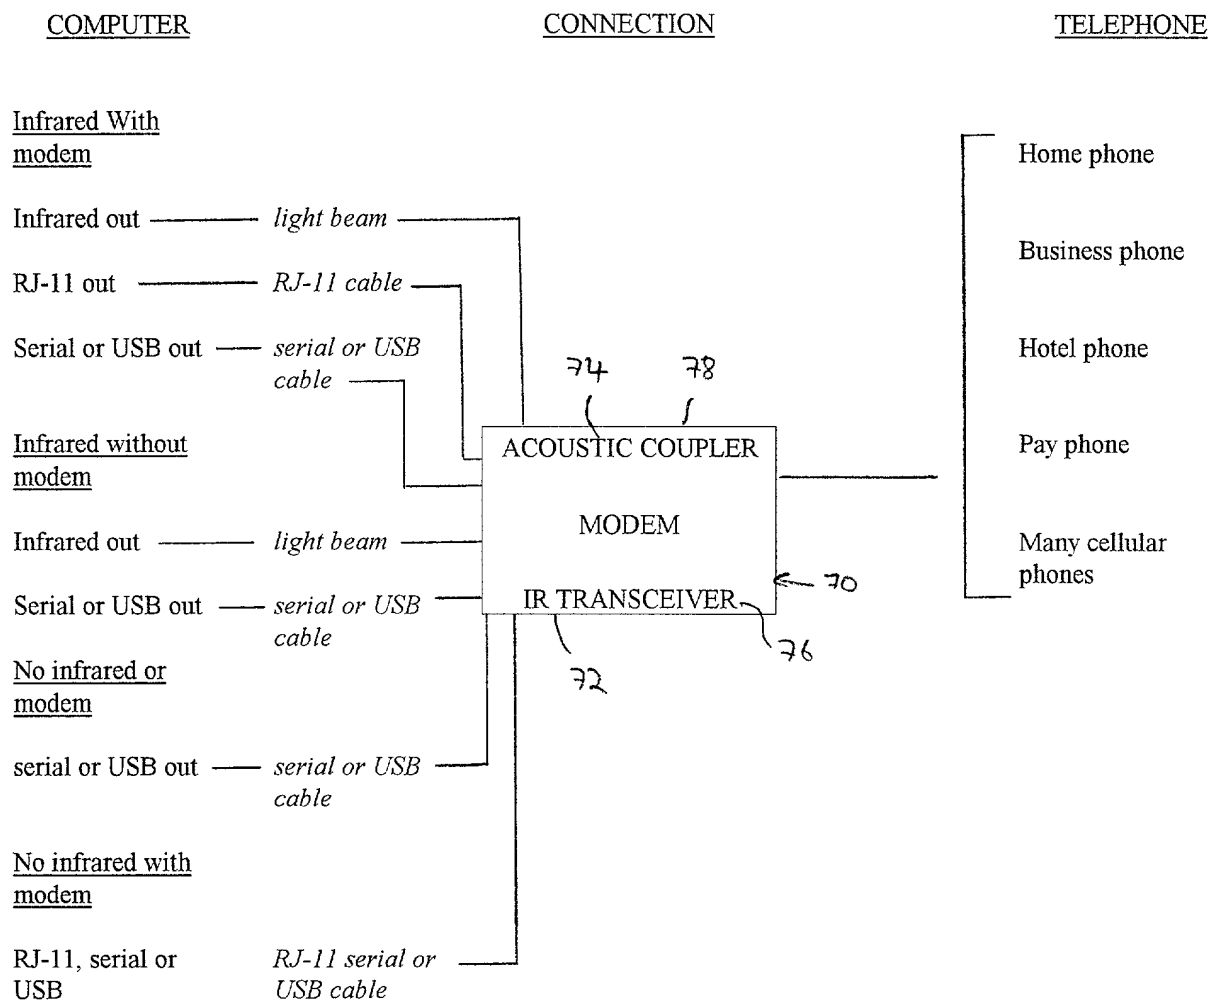 COMPUTER CONNECTION TELEPHONE
Infrared With
modem
Home phone
Infrared out light beam
Business phone
RJ-11 out RJ-11 cable
Serial or USB out serial or USB
cable
Hotel phone
74 78
Infrared without
modem
ACOUSTIC COUPLER
Pay phone
MODEM
Infrared out light beam
Many cellular
phones
70
Serial or USB out serial or USB
cable
IR TRANSCEIVER
76
72
No infrared or
modem
serial or USB out serial or USB
cable
No infrared with
modem
RJ-11, serial or RJ-11 serial or
USB USB cable